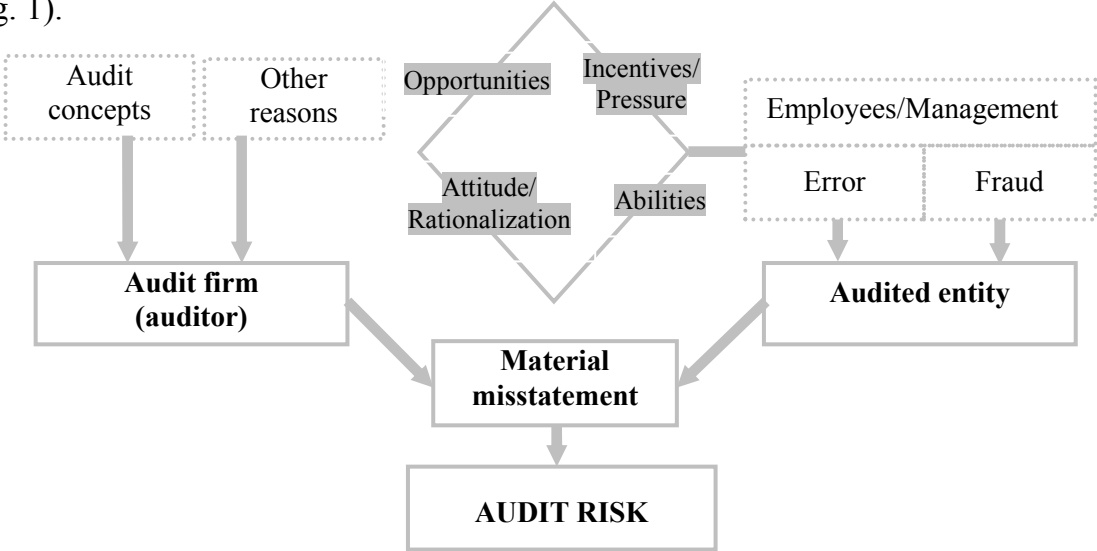 g. 1).
Audit
concepts
Other
reasons
Opportunities
Incentives/
Pressure
Attitude/
Rationalization
Abilities
Employees/Management
Error
Fraud
Audit firm
(auditor)
Audited entity
Material
misstatement
AUDIT RISK